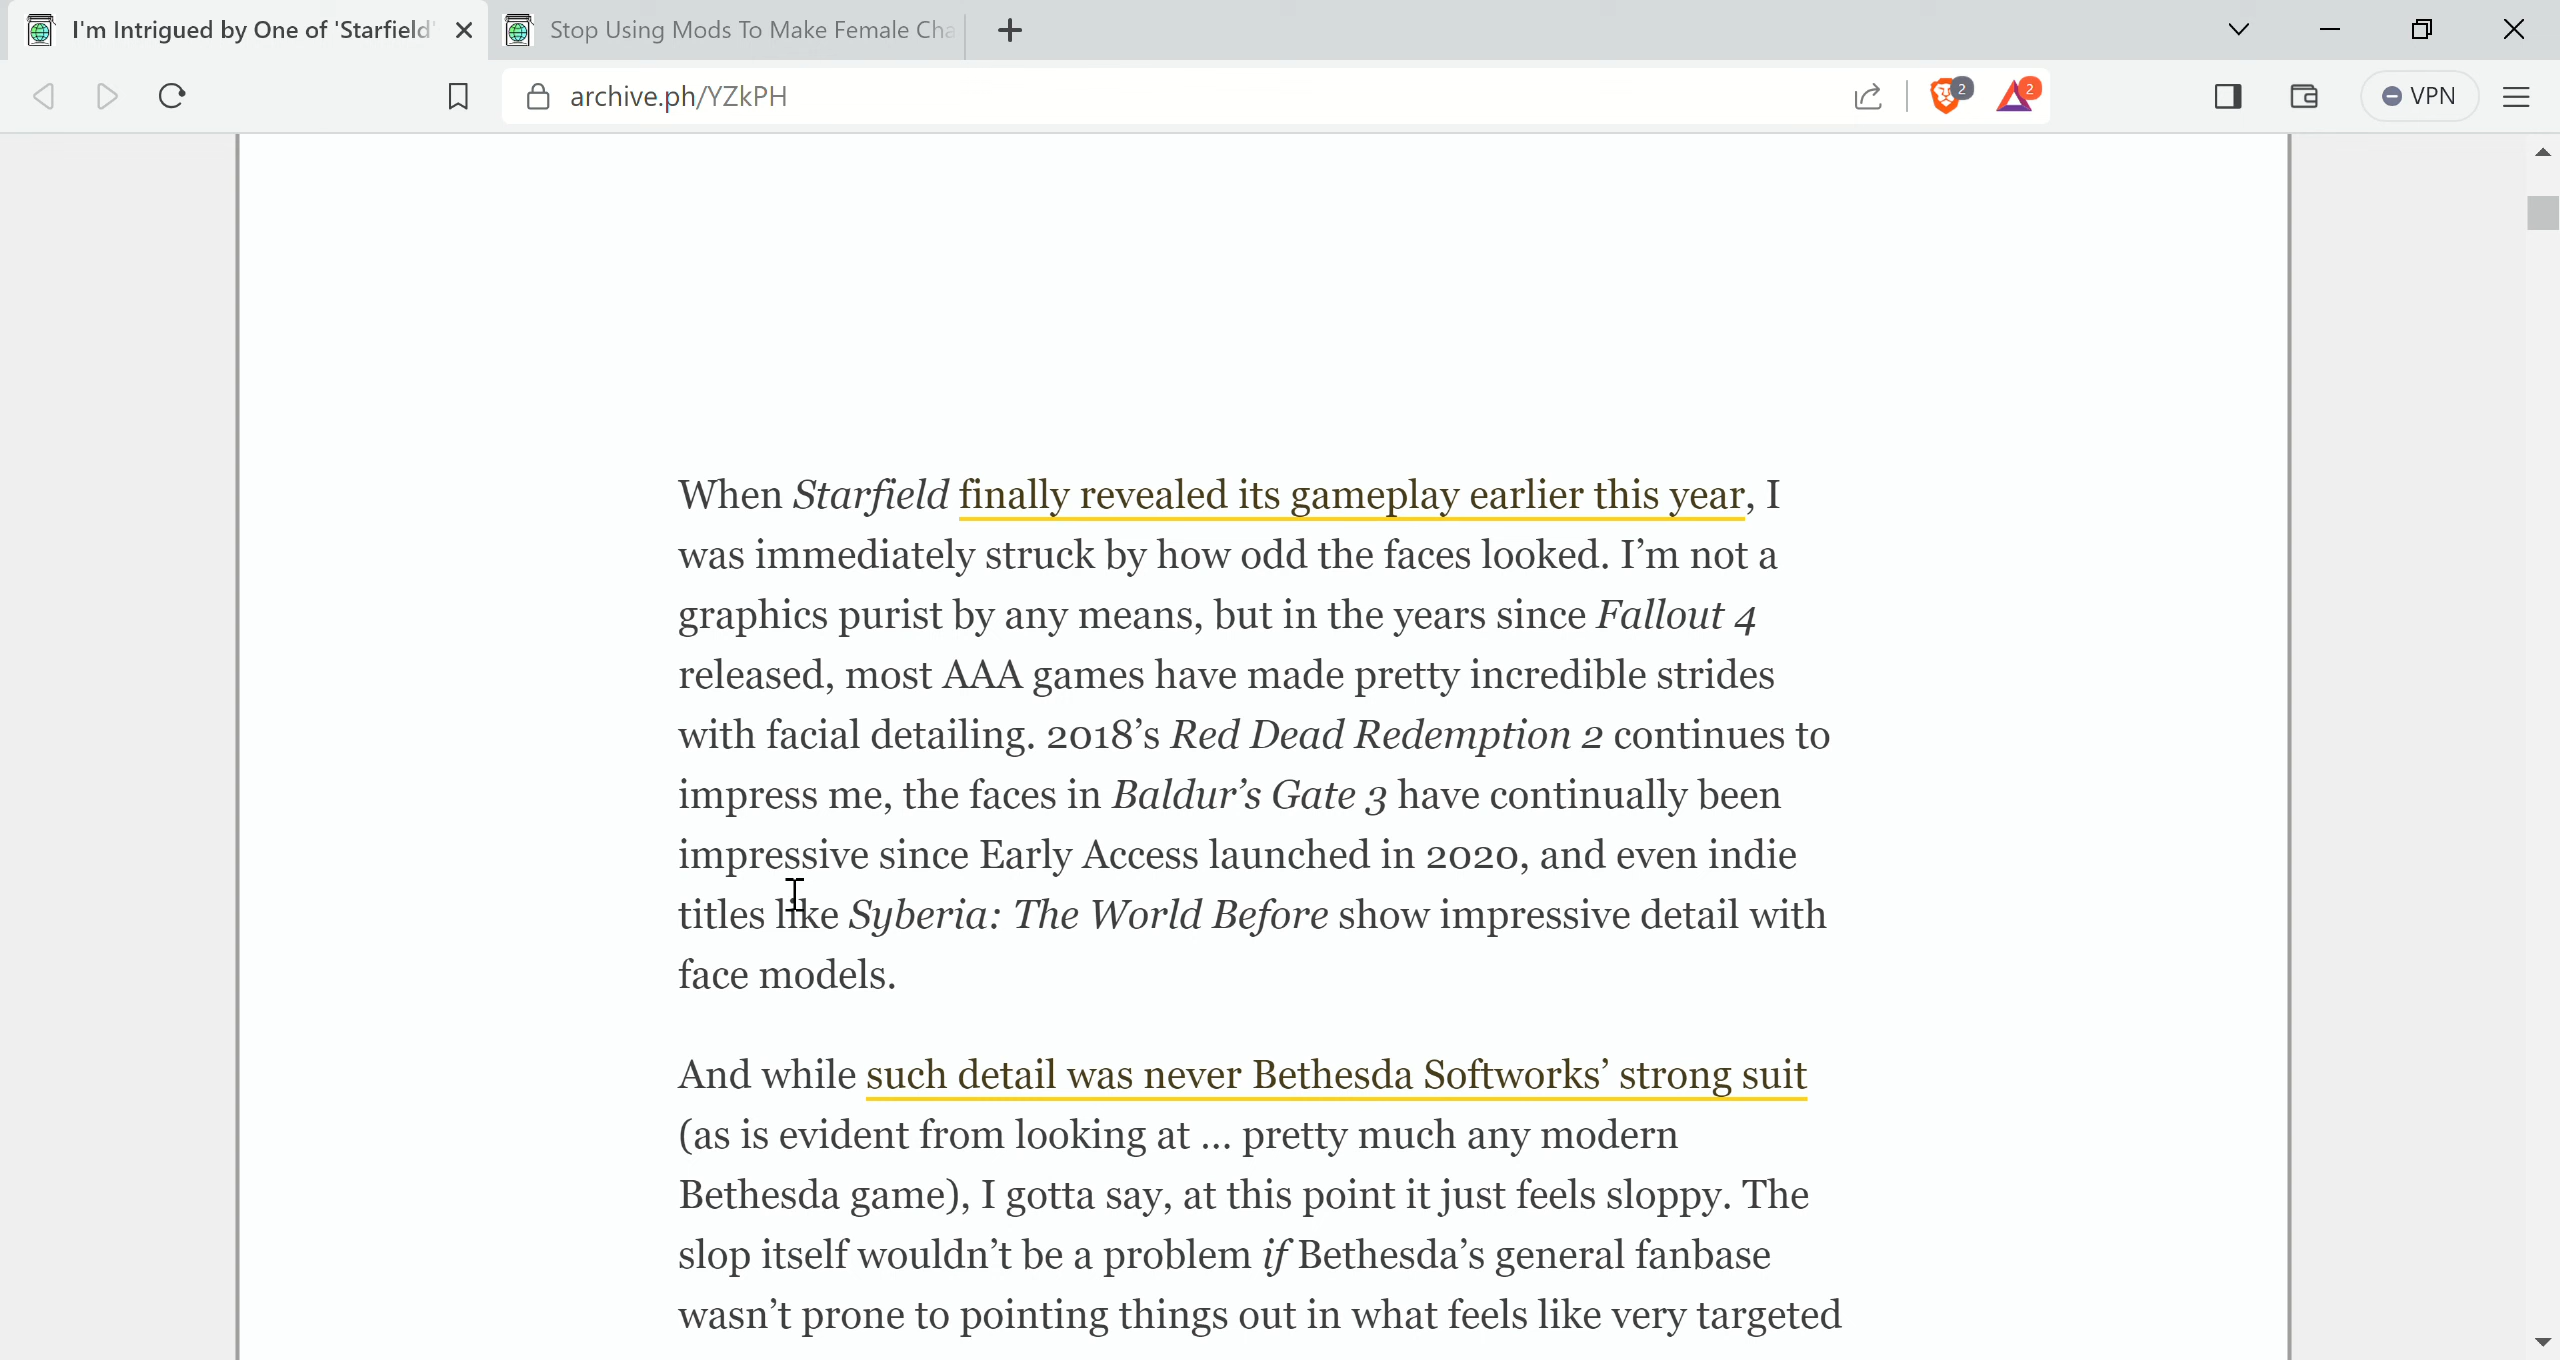 I'm Intrigued by One of 'Starfield'
Stop Using Mods To Make Female Cha
archive.ph/YZkPH
2
2
VPN
When Starfield finally revealed its gameplay earlier this year, I
was immediately struck by how odd the faces looked. I’m not a
graphics purist by any means, but in the years since Fallout 4
released, most AAA games have made pretty incredible strides
with facial detailing. 2018’s Red Dead Redemption 2 continues to
impress me, the faces in Baldur’s Gate 3 have continually been
impressive since Early Access launched in 2020, and even indie
titles like Syberia: The World Before show impressive detail with
face models.
And while such detail was never Bethesda Softworks’ strong suit
(as is evident from looking at ... pretty much any modern
Bethesda game), I gotta say, at this point it just feels sloppy. The
slop itself wouldn’t be a problem if Bethesda’s general fanbase
wasn’t prone to pointing things out in what feels like very targeted